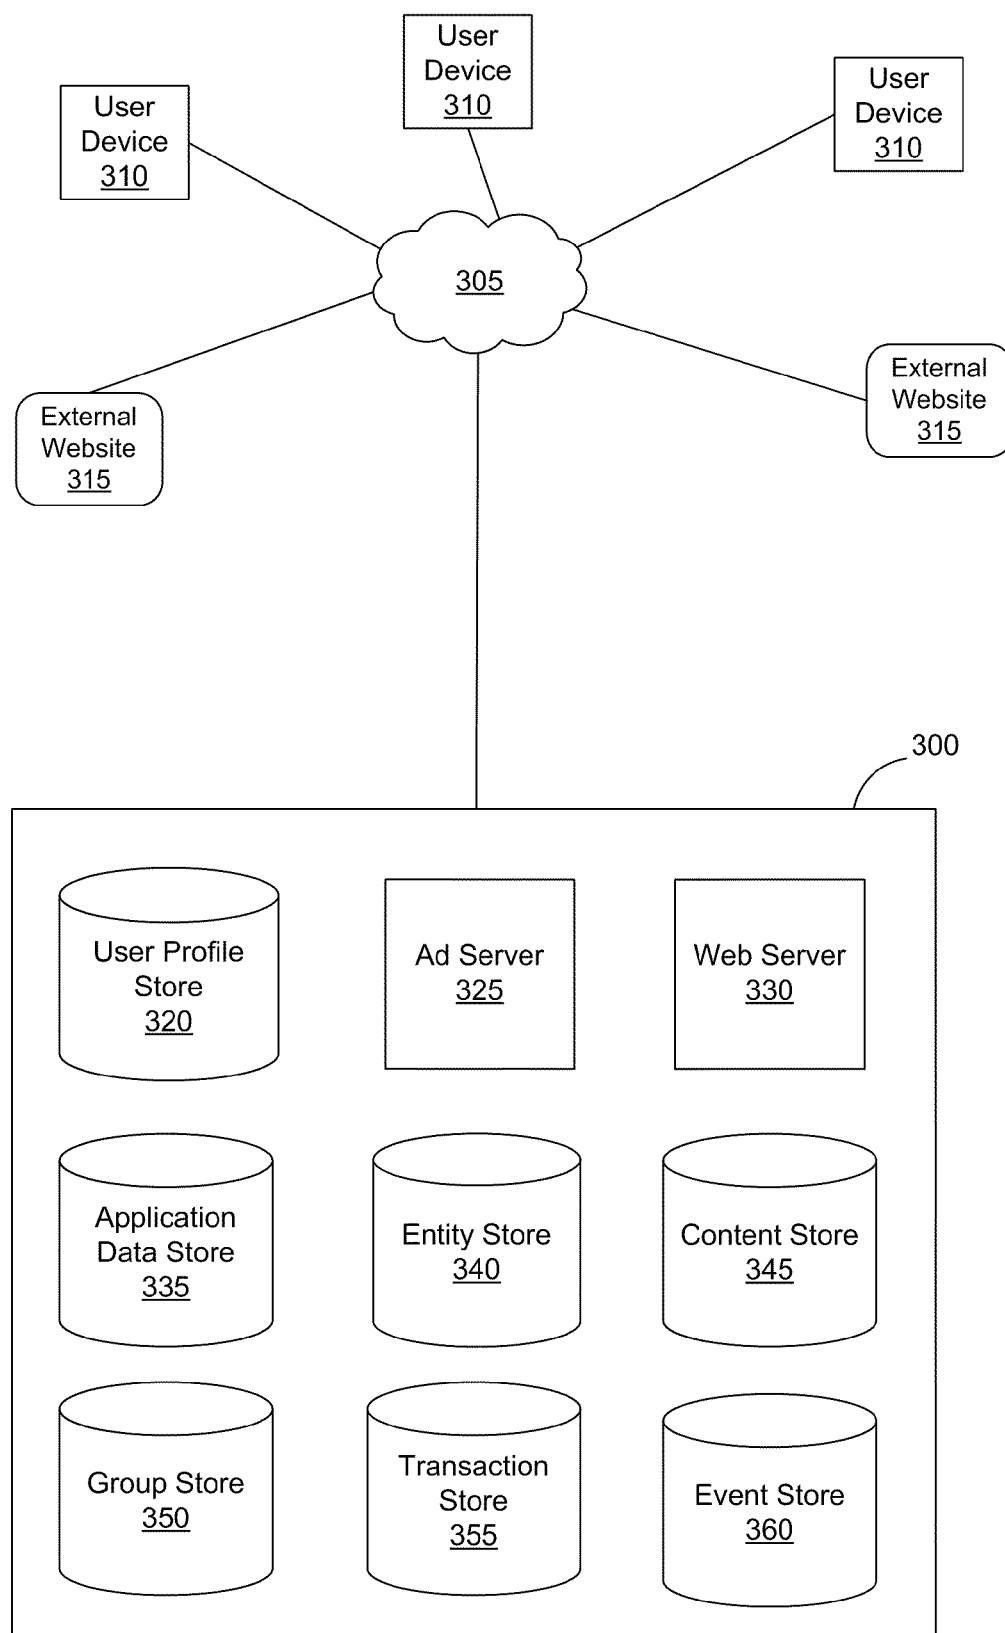 User
Device
310
User
Device
310
User
Device
310
305
External
Website
315
External
Website
315
300
User Profile
Store
320
Ad Server
325
Web Server
330
Application
Data Store
335
Entity Store
340
Content Store
345
Group Store
350
Transaction
Store
355
Event Store
360